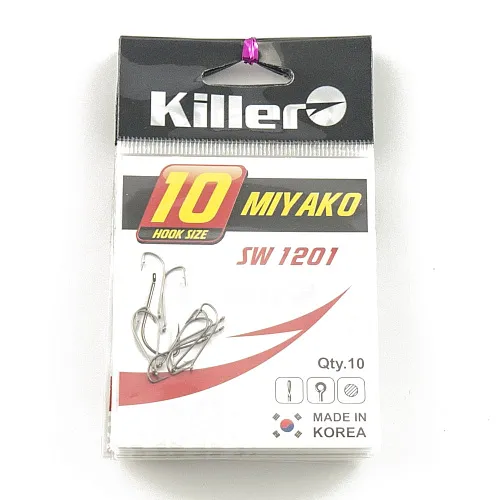 Killer
10
HOOK SIZE
MIYAKO
SW 1201
Qty.10
MADE IN
KOREA